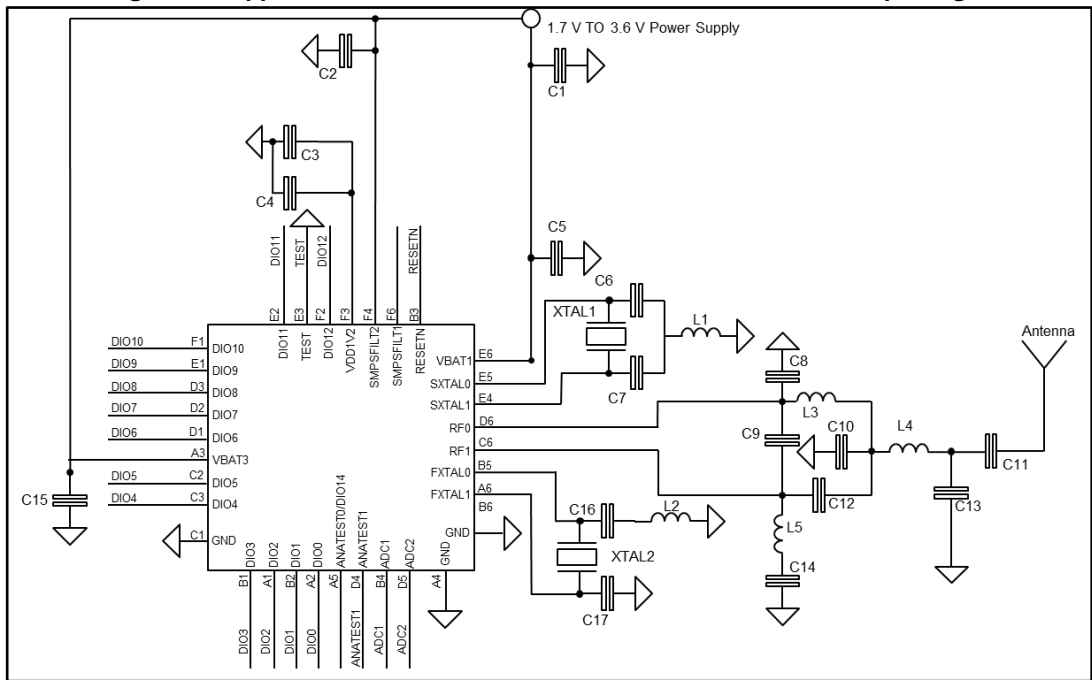 1.7 V TO 3.6 V Power Supply
C2
C1
C3
C4
C5
DIO11
TEST
DIO12
RESETN
C6
XTAL1
L1
C7
Antenna
E2
E3
F2
F3
F4
F6
B3
DIO11
TEST
DIO12
VDD1V2
SMPSFILT2
SMPSFILT1
RESETN
DIO10 F1 DIO10
DIO9 E1 DIO9
DIO8 D3 DIO8
DIO7 D2 DIO7
DIO6 D1 DIO6
A3 VBAT3
DIO5 C2 DIO5
DIO4 C3 DIO4
C1 GND
C15
VBAT1 E6
SXTAL0 E5
SXTAL1 E4
RF0 D6
RF1 C6
FXTAL0 B5
FXTAL1 A6
B6
GND
GND
C8
L3
C9
C10
L4
C11
C12
C13
L5
C14
C16
L2
XTAL2
C17
DIO3
DIO2
DIO1
DIO0
ANATEST0/DIO14
ANATEST1
ADC1
ADC2
B1
A1
B2
A2
A5
D4
B4
D5
A4
DIO3
DIO2
DIO1
DIO0
ANATEST1
ADC1
ADC2